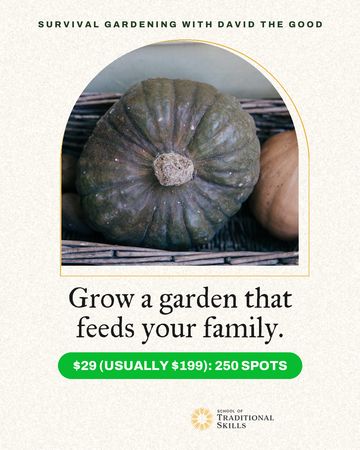 SURVIVAL GARDENING WITH DAVID THE GOOD
Grow a garden that
feeds your family.
$29 (USUALLY $199): 250 SPOTS
SCHOOL OF
TRADITIONAL
SKILLS